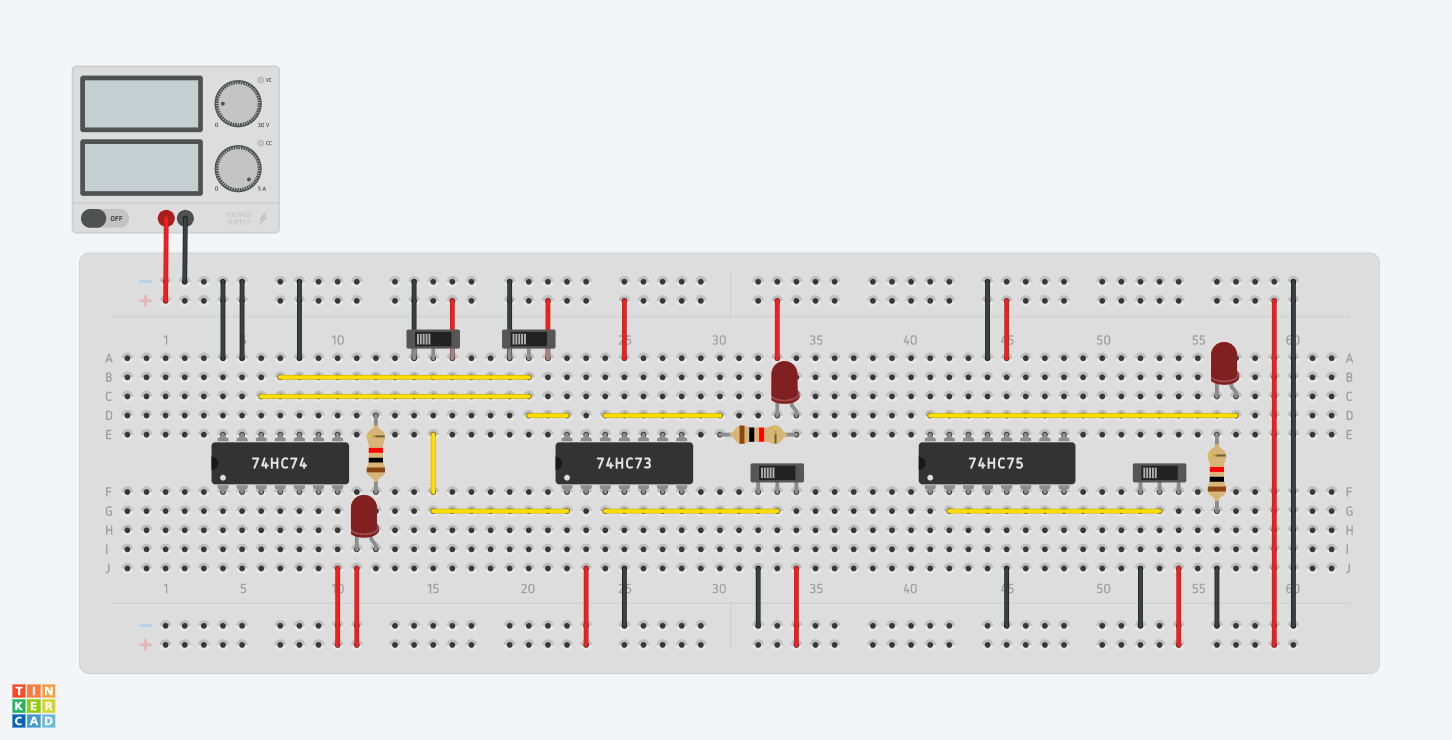 VC
0 30 V
CC
0 5 A
OFF
VOLTAGE
SUPPLY
−
+
1 5 10 15 20 25 30 35 40 45 50 55 60
A A
B B
C C
D D
E E
74HC74 74HC73 74HC75
F F
G G
H H
I I
J J
1 5 10 15 20 25 30 35 40 45 50 55 60
−
+
TIN
KER
CAD